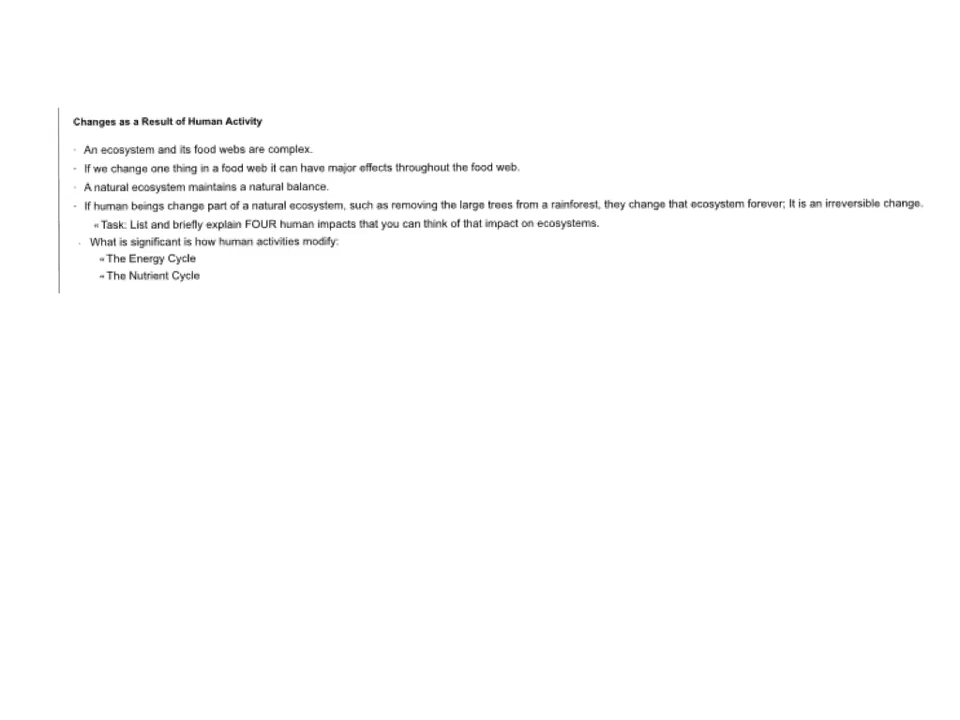 Changes as a Result of Human Activity
· An ecosystem and its food webs are complex.
· If we change one thing in a food web it can have major effects throughout the food web.
· A natural ecosystem maintains a natural balance.
· If human beings change part of a natural ecosystem, such as removing the large trees from a rainforest, they change that ecosystem forever; It is an irreversible change.
« Task: List and briefly explain FOUR human impacts that you can think of that impact on ecosystems.
· What is significant is how human activities modify:
« The Energy Cycle
« The Nutrient Cycle